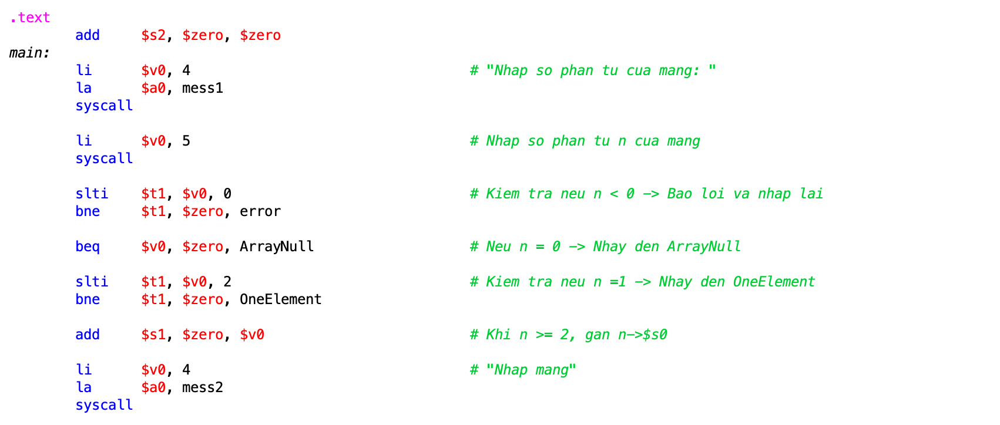 .text
add $s2, $zero, $zero
main:
li $v0, 4 # "Nhap so phan tu cua mang: "
la $a0, mess1
syscall
li $v0, 5 # Nhap so phan tu n cua mang
syscall
slti $t1, $v0, 0 # Kiem tra neu n < 0 -> Bao loi va nhap lai
bne $t1, $zero, error
beq $v0, $zero, ArrayNull # Neu n = 0 -> Nhay den ArrayNull
slti $t1, $v0, 2 # Kiem tra neu n =1 -> Nhay den OneElement
bne $t1, $zero, OneElement
add $s1, $zero, $v0 # Khi n >= 2, gan n->$s0
li $v0, 4 # "Nhap mang"
la $a0, mess2
syscall